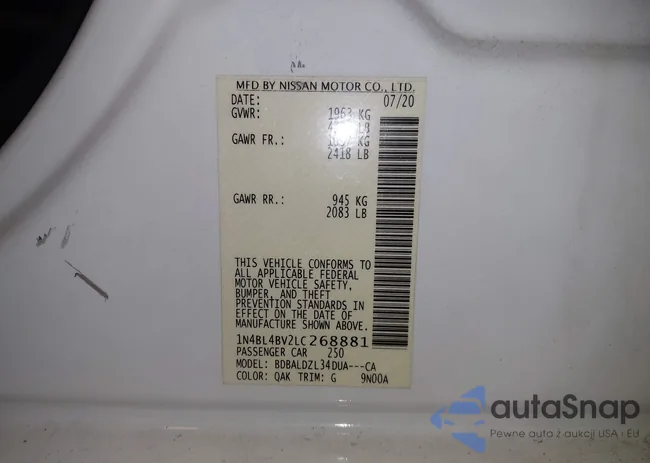 MFD BY NISSAN MOTOR CO., LTD.
DATE: 07/20
GVWR: 1963 KG
LB
GAWR FR.: KG
2418 LB
GAWR RR.: 945 KG
2083 LB
THIS VEHICLE CONFORMS TO
ALL APPLICABLE FEDERAL
MOTOR VEHICLE SAFETY,
BUMPER, AND THEFT
PREVENTION STANDARDS IN
EFFECT ON THE DATE OF
MANUFACTURE SHOWN ABOVE.
1N4BL4BV2LC268881
PASSENGER CAR 250
MODEL: BDBALDZL34DUA---CA
COLOR: QAK TRIM: G 9N00A
autaSnap
Pewne auta z aukcji USA i EU